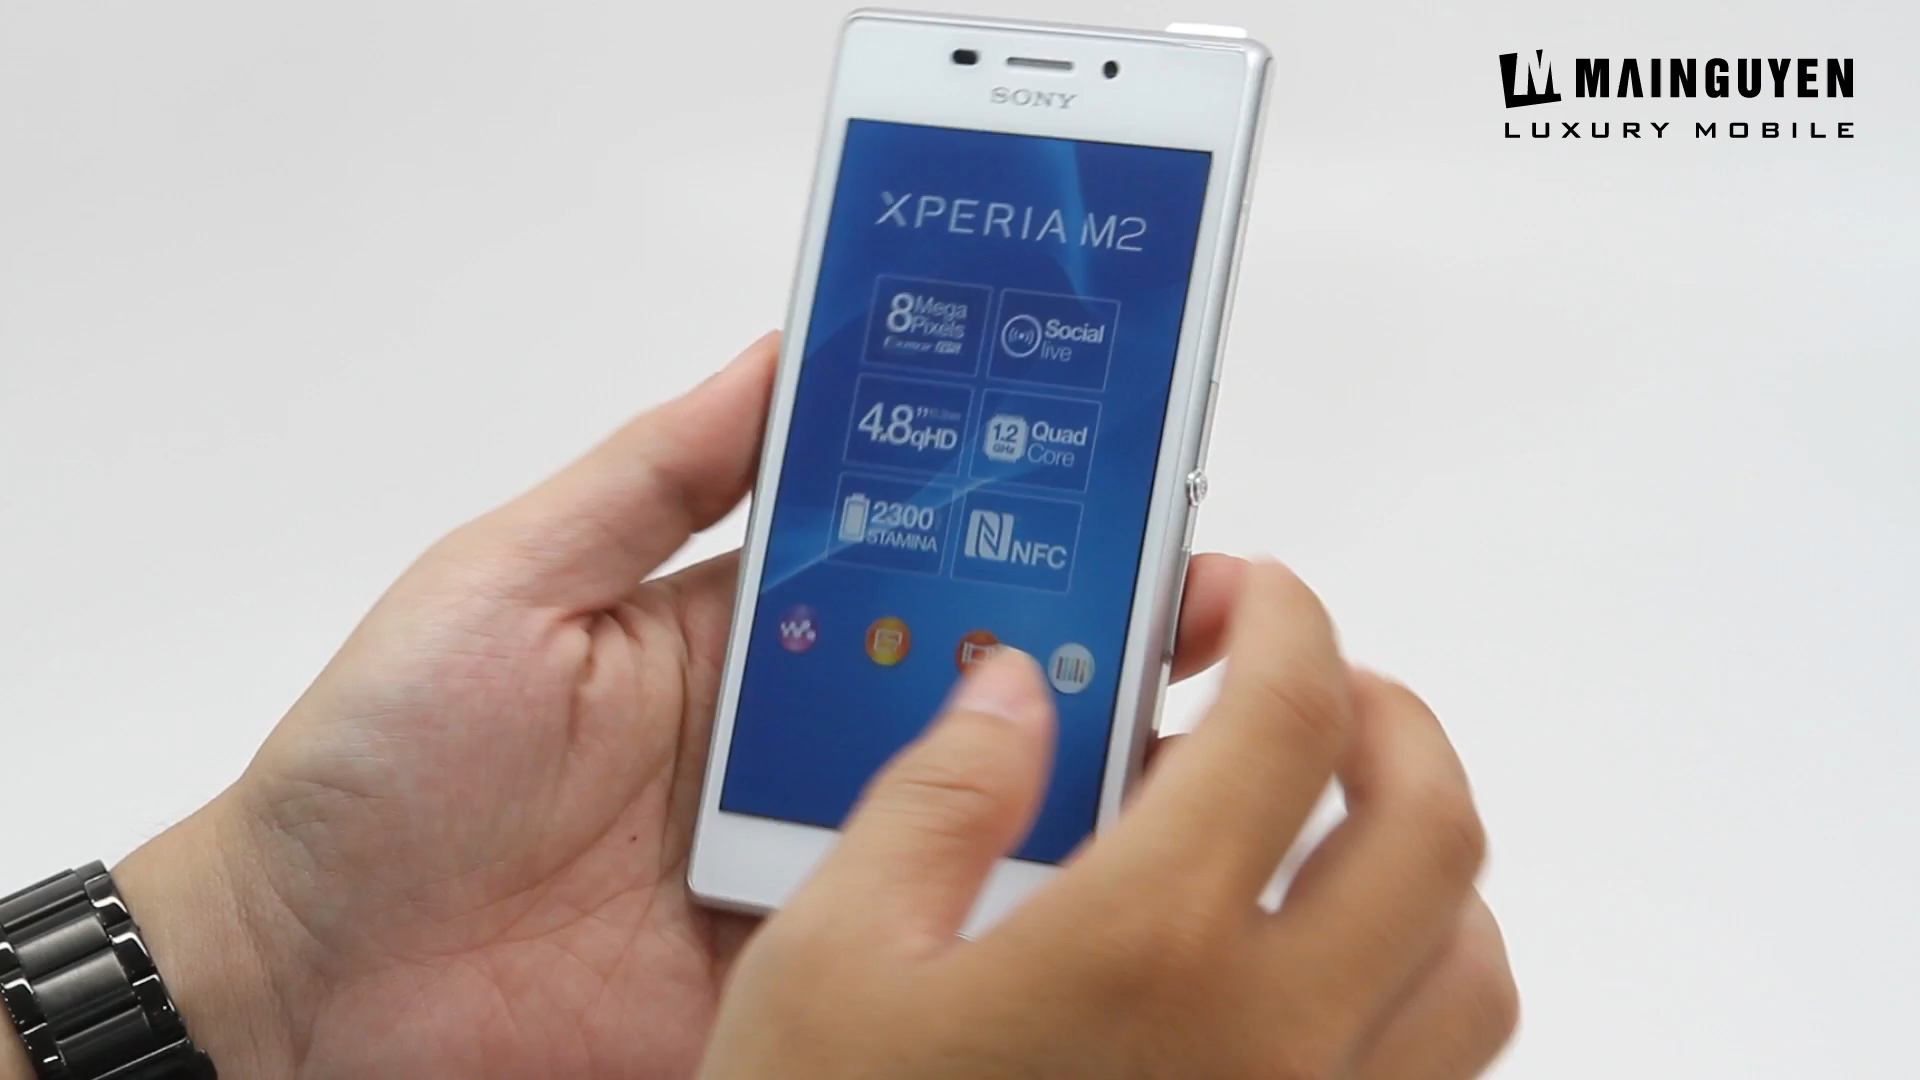 MAINGUYEN
LUXURY MOBILE
SONY
XPERIA M2
8 Mega
Pixels
Social
live
4.8"
qHD
1.2
GHz
Quad
Core
2300
STAMINA
NFC